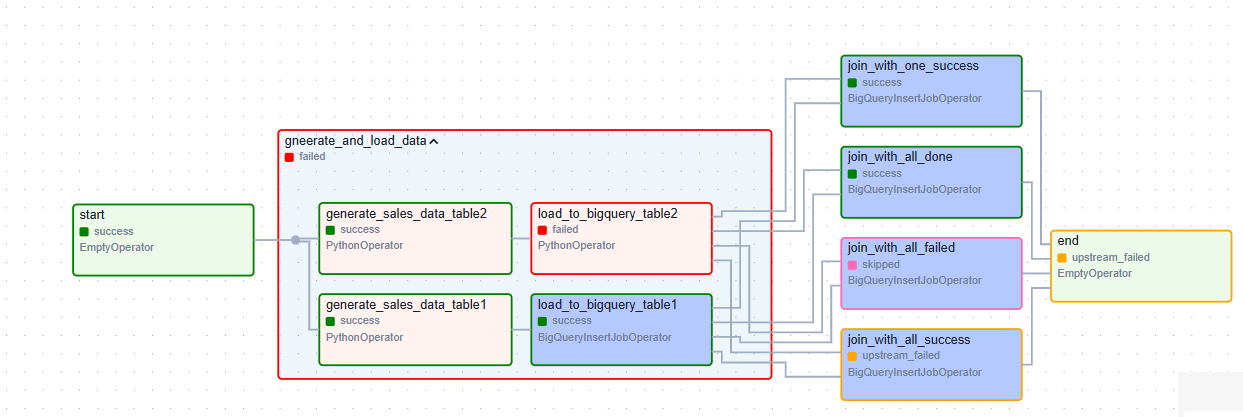 start
success
EmptyOperator
gneerate_and_load_data
failed
generate_sales_data_table2
success
PythonOperator
load_to_bigquery_table2
failed
PythonOperator
generate_sales_data_table1
success
PythonOperator
load_to_bigquery_table1
success
BigQueryInsertJobOperator
join_with_one_success
success
BigQueryInsertJobOperator
join_with_all_done
success
BigQueryInsertJobOperator
join_with_all_failed
skipped
BigQueryInsertJobOperator
join_with_all_success
upstream_failed
BigQueryInsertJobOperator
end
upstream_failed
EmptyOperator